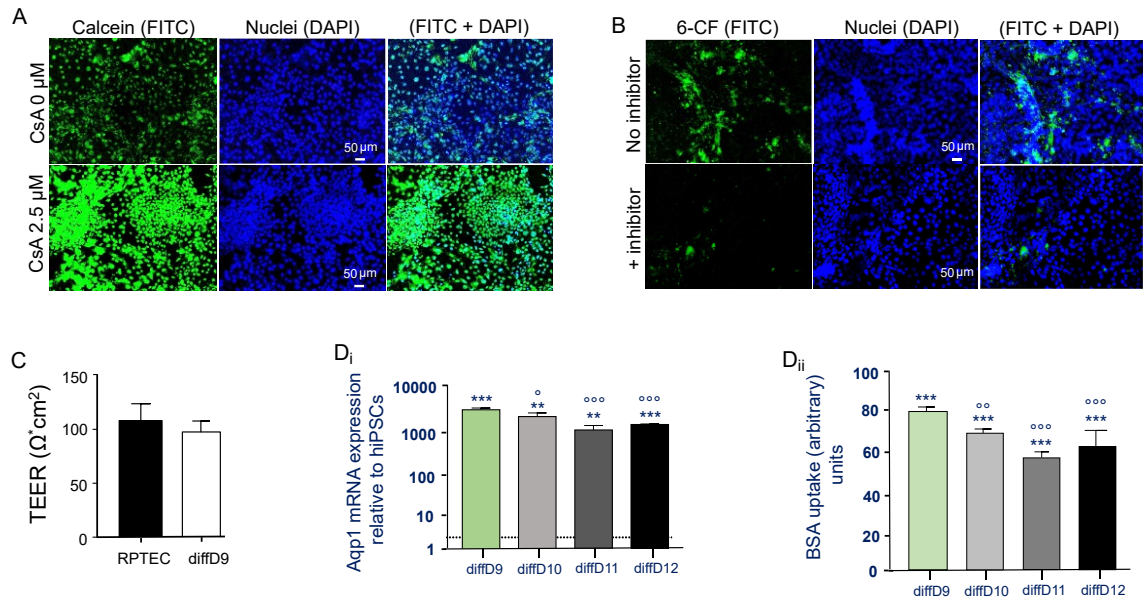 A
Calcein (FITC)
Nuclei (DAPI)
(FITC + DAPI)
CsA 0 µM
50 µm
CsA 2.5 µM
50 µm
B
6-CF (FITC)
Nuclei (DAPI)
(FITC + DAPI)
No inhibitor
50 µm
+ inhibitor
50 µm
C
TEER (Ω*cm2)
150
100
50
0
RPTEC
diffD9
Di
Aqp1 mRNA expression
relative to hiPSCs
10000
1000
100
10
1
***
°
**
°°°
**
°°°
***
diffD9
diffD10
diffD11
diffD12
Dii
BSA uptake (arbitrary)
units
100
80
60
40
20
0
***
°°
***
°°°
***
°°°
***
diffD9
diffD10
diffD11
diffD12